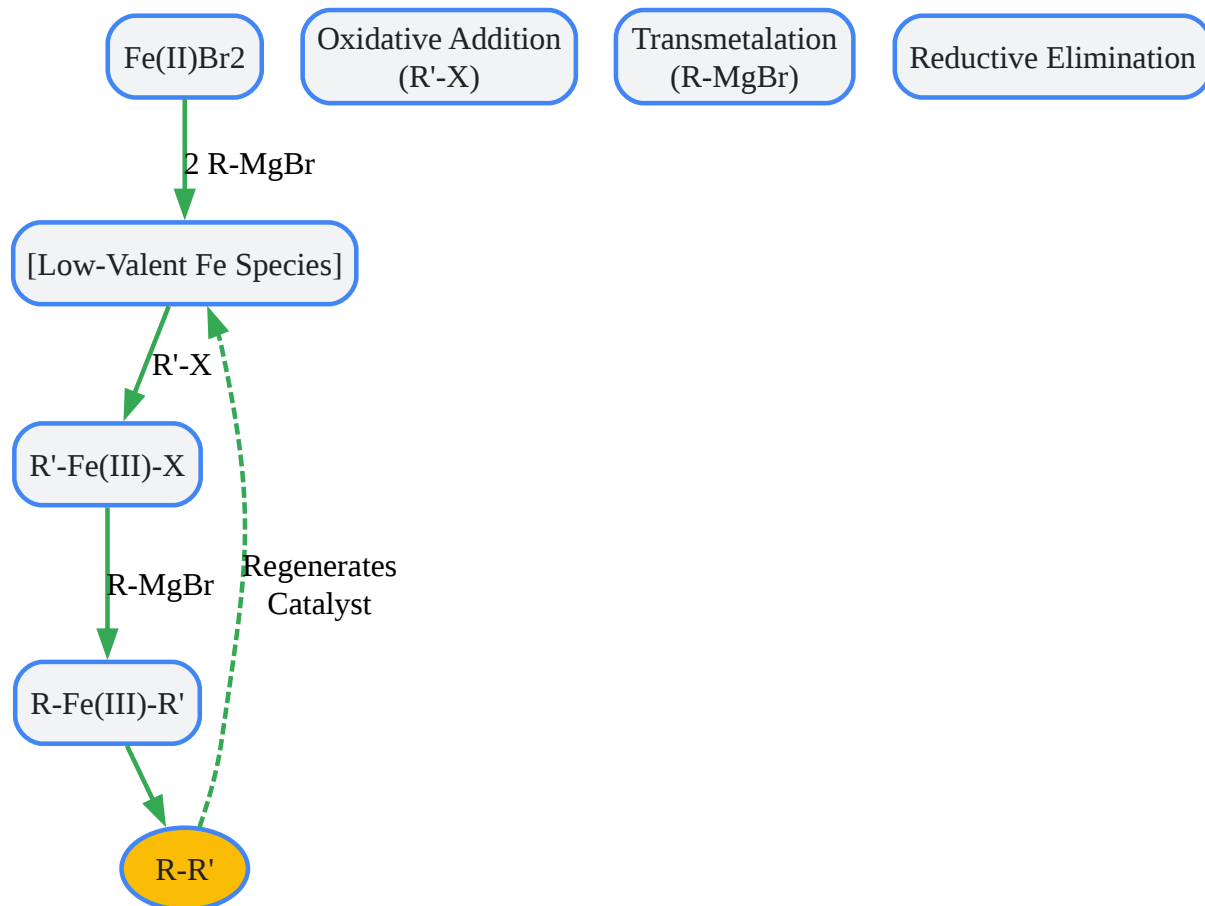 Fe(II)Br2
Oxidative Addition
(R'-X)
Transmetalation
(R-MgBr)
Reductive Elimination
2 R-MgBr
[Low-Valent Fe Species]
R'-X
R'-Fe(III)-X
R-MgBr
Regenerates
Catalyst
R-Fe(III)-R'
R-R'